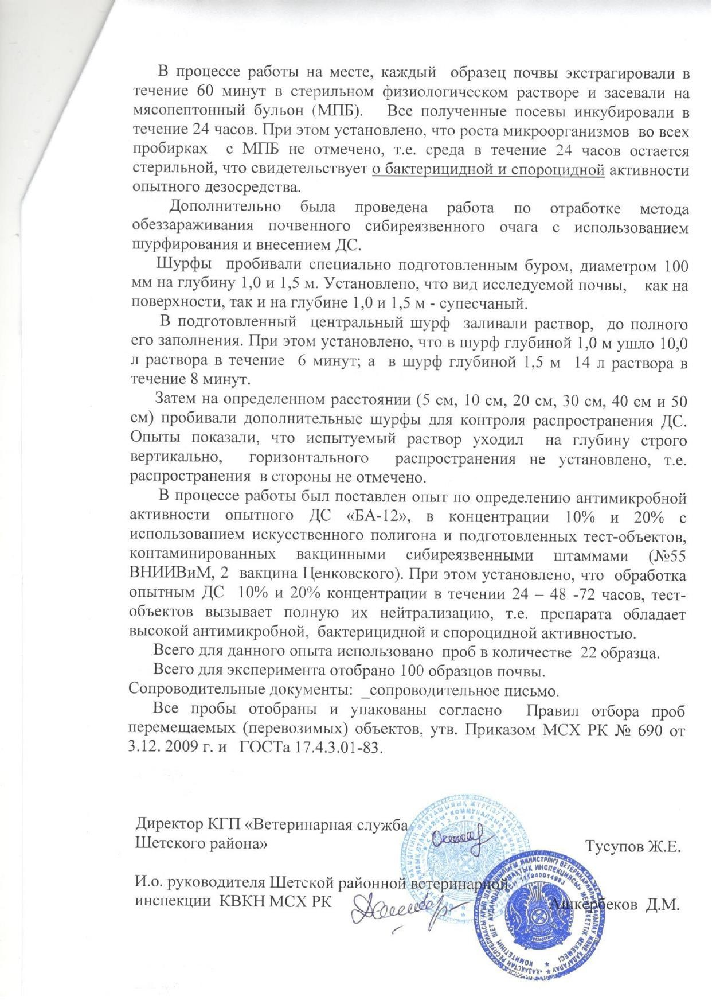 В процессе работы на месте, каждый образец почвы экстрагировали в
течение 60 минут в стерильном физиологическом растворе и засевали на
мясопептонный бульон (МПБ). Все полученные посевы инкубировали в
течение 24 часов. При этом установлено, что роста микроорганизмов во всех
пробирках с МПБ не отмечено, т.е. среда в течение 24 часов остается
стерильной, что свидетельствует о бактерицидной и спороцидной активности
опытного дезосредства.
Дополнительно была проведена работа по отработке метода
обеззараживания почвенного сибиреязвенного очага с использованием
шурфирования и внесением ДС.
Шурфы пробивали специально подготовленным буром, диаметром 100
мм на глубину 1,0 и 1,5 м. Установлено, что вид исследуемой почвы, как на
поверхности, так и на глубине 1,0 и 1,5 м - супесчаный.
В подготовленный центральный шурф заливали раствор, до полного
его заполнения. При этом установлено, что в шурф глубиной 1,0 м ушло 10,0
л раствора в течение 6 минут; а в шурф глубиной 1,5 м 14 л раствора в
течение 8 минут.
Затем на определенном расстоянии (5 см, 10 см, 20 см, 30 см, 40 см и 50
см) пробивали дополнительные шурфы для контроля распространения ДС.
Опыты показали, что испытуемый раствор уходил на глубину строго
вертикально, горизонтального распространения не установлено, т.е.
распространения в стороны не отмечено.
В процессе работы был поставлен опыт по определению антимикробной
активности опытного ДС «БА-12», в концентрации 10% и 20% с
использованием искусственного полигона и подготовленных тест-объектов,
контаминированных вакцинными сибиреязвенными штаммами (№55
ВНИИВиМ, 2 вакцина Ценковского). При этом установлено, что обработка
опытным ДС 10% и 20% концентрации в течении 24 – 48 -72 часов, тест-
объектов вызывает полную их нейтрализацию, т.е. препарата обладает
высокой антимикробной, бактерицидной и спороцидной активностью.
Всего для данного опыта использовано проб в количестве 22 образца.
Всего для эксперимента отобрано 100 образцов почвы.
Сопроводительные документы: _сопроводительное письмо.
Все пробы отобраны и упакованы согласно Правил отбора проб
перемещаемых (перевозимых) объектов, утв. Приказом МСХ РК № 690 от
3.12. 2009 г. и ГОСТа 17.4.3.01-83.
Директор КГП «Ветеринарная служба
Шетского района» Тусупов Ж.Е.
И.о. руководителя Шетской районной ветеринарной
инспекции КВКН МСХ РК Ашкербеков Д.М.